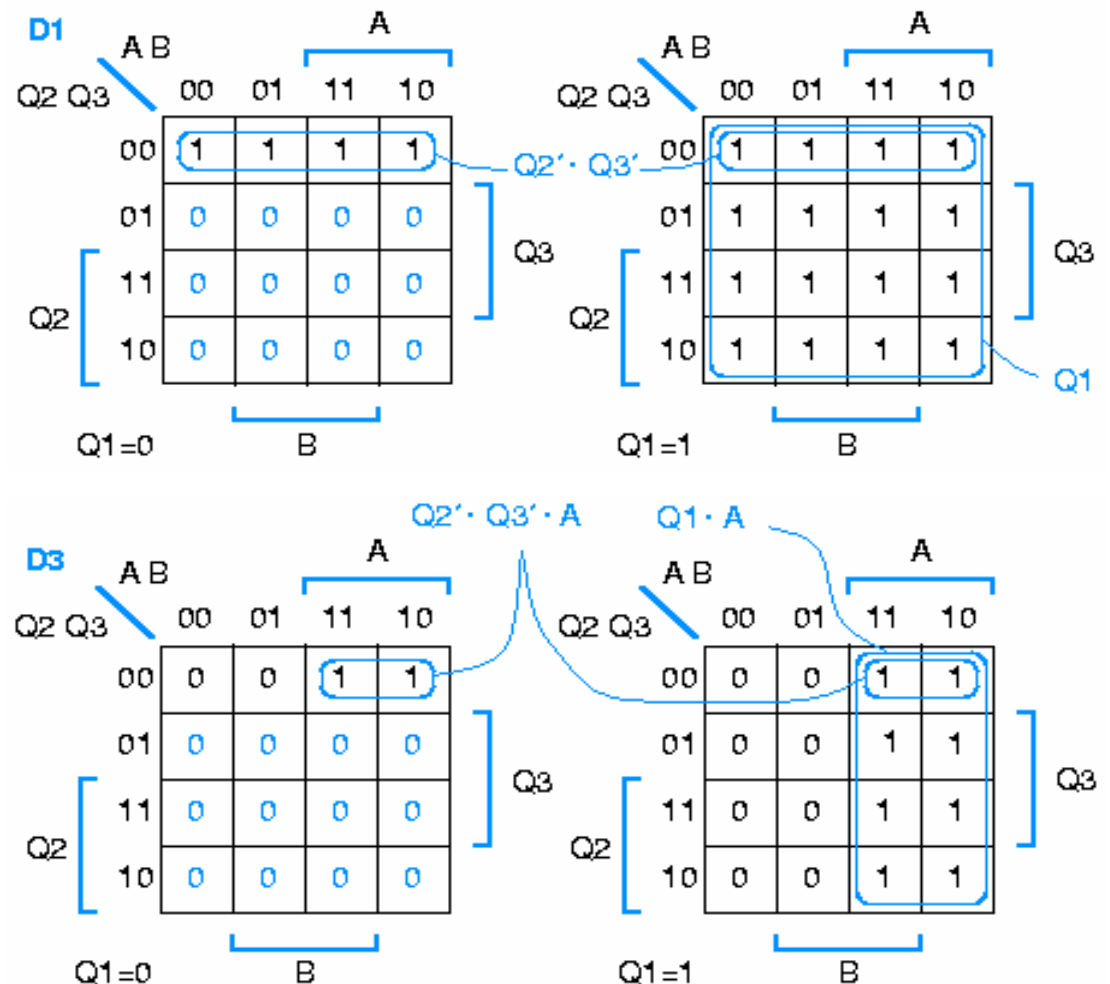 D1
A B A A B A
Q2 Q3 00 01 11 10 Q2 Q3 00 01 11 10
00 1 1 1 1 Q2′· Q3′ 00 1 1 1 1
01 0 0 0 0 01 1 1 1 1
Q3 Q3
11 0 0 0 0 11 1 1 1 1
Q2 Q2
10 0 0 0 0 10 1 1 1 1
Q1
Q1=0 B Q1=1 B
Q2′· Q3′· A Q1 · A
D3
A B A A B A
Q2 Q3 00 01 11 10 Q2 Q3 00 01 11 10
00 0 0 1 1 00 0 0 1 1
01 0 0 0 0 01 0 0 1 1
Q3 Q3
11 0 0 0 0 11 0 0 1 1
Q2 Q2
10 0 0 0 0 10 0 0 1 1
Q1=0 B Q1=1 B